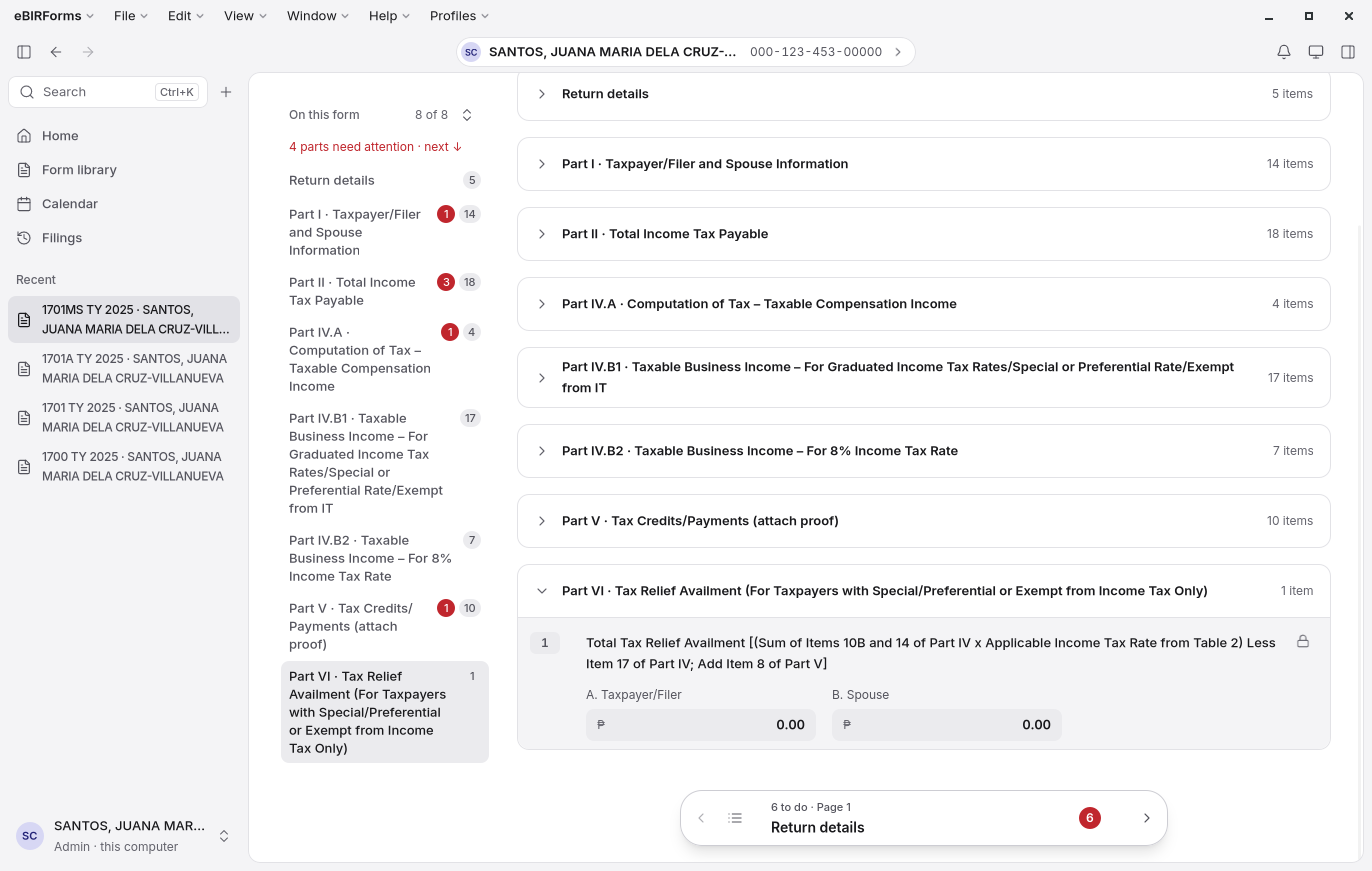 eBIRForms File Edit View Window Help Profiles
SC SANTOS, JUANA MARIA DELA CRUZ-... 000-123-453-00000
Search Ctrl+K
Home
Form library
Calendar
Filings
Recent
1701MS TY 2025 · SANTOS,
JUANA MARIA DELA CRUZ-VILL...
1701A TY 2025 · SANTOS, JUANA
MARIA DELA CRUZ-VILLANUEVA
1701 TY 2025 · SANTOS, JUANA
MARIA DELA CRUZ-VILLANUEVA
1700 TY 2025 · SANTOS, JUANA
MARIA DELA CRUZ-VILLANUEVA
SC
SANTOS, JUANA MAR...
Admin · this computer
On this form 8 of 8
4 parts need attention · next ↓
Return details 5
Part I · Taxpayer/Filer 1 14
and Spouse
Information
Part II · Total Income 3 18
Tax Payable
Part IV.A · 1 4
Computation of Tax –
Taxable Compensation
Income
Part IV.B1 · Taxable 17
Business Income – For
Graduated Income Tax
Rates/Special or
Preferential Rate/Exempt
from IT
Part IV.B2 · Taxable 7
Business Income – For 8%
Income Tax Rate
Part V · Tax Credits/ 1 10
Payments (attach
proof)
Part VI · Tax Relief 1
Availment (For Taxpayers
with Special/Preferential
or Exempt from Income
Tax Only)
Return details 5 items
Part I · Taxpayer/Filer and Spouse Information 14 items
Part II · Total Income Tax Payable 18 items
Part IV.A · Computation of Tax – Taxable Compensation Income 4 items
Part IV.B1 · Taxable Business Income – For Graduated Income Tax Rates/Special or Preferential Rate/Exempt
from IT 17 items
Part IV.B2 · Taxable Business Income – For 8% Income Tax Rate 7 items
Part V · Tax Credits/Payments (attach proof) 10 items
Part VI · Tax Relief Availment (For Taxpayers with Special/Preferential or Exempt from Income Tax Only) 1 item
1 Total Tax Relief Availment [(Sum of Items 10B and 14 of Part IV x Applicable Income Tax Rate from Table 2) Less
Item 17 of Part IV; Add Item 8 of Part V]
A. Taxpayer/Filer B. Spouse
₱ 0.00 ₱ 0.00
6 to do · Page 1
Return details 6